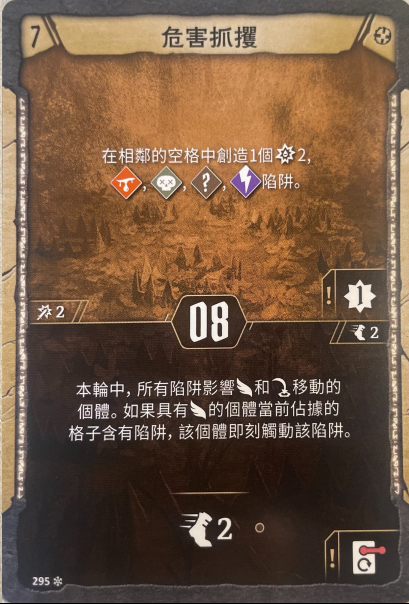 7
危害抓攫
在相鄰的空格中創造1個2,
, , ?, 陷阱。
! 1
2
08
2
本輪中, 所有陷阱影響和移動的
個體。如果具有的個體當前佔據的
格子含有陷阱, 該個體即刻觸動該陷阱。
2
!
295